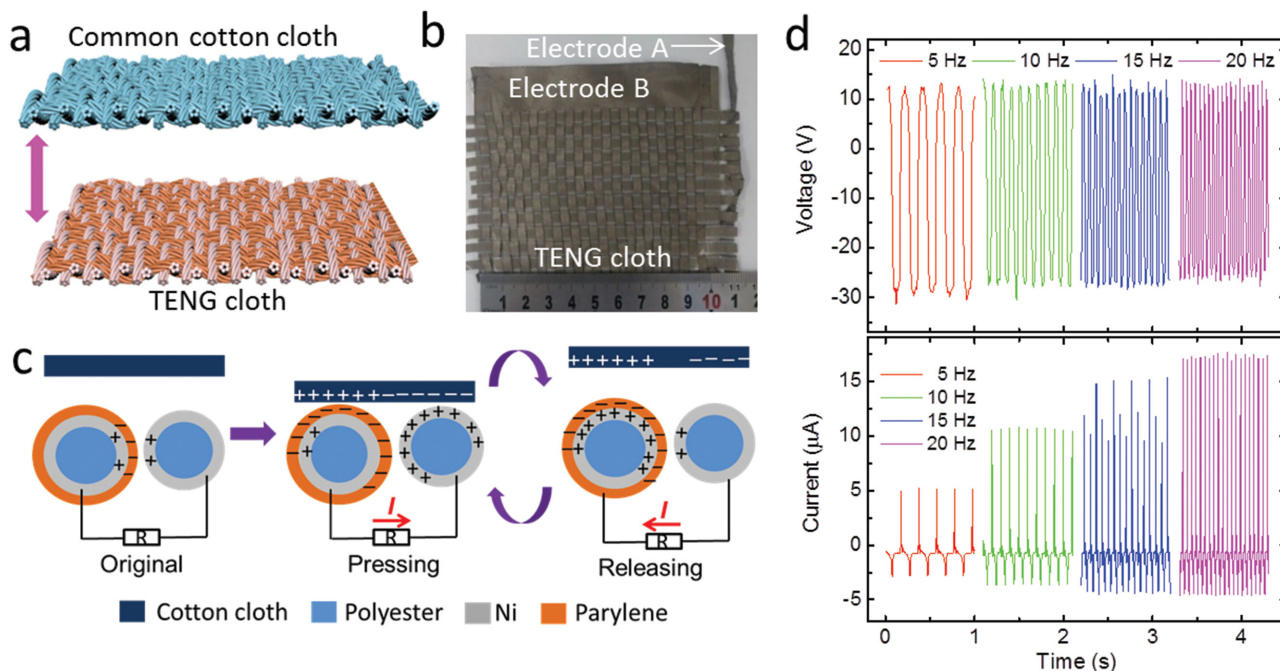 a
Common cotton cloth
TENG cloth
b
Electrode A
Electrode B
TENG cloth
1 2 3 4 5 6 7 8 9 10 1 2
c
++++++−−−−−−
++++++ −−−−
I
I
R
R
R
Original
Pressing
Releasing
Cotton cloth Polyester Ni Parylene
d
5 Hz 10 Hz 15 Hz 20 Hz
Voltage (V)
20
10
0
-10
-20
-30
5 Hz
10 Hz
15 Hz
20 Hz
Current (μA)
15
10
5
0
-5
0 1 2 3 4
Time (s)